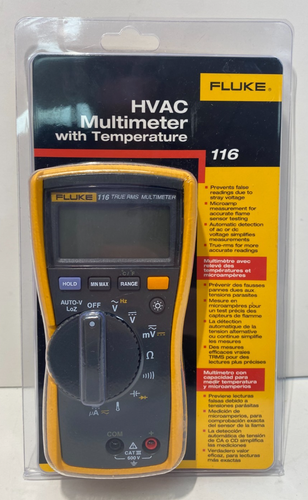 FLUKE®
HVAC
Multimeter
with Temperature
116
• Prevents false
readings due to
stray voltage
• Microamp
measurement for
accurate flame
sensor testing
• Automatic detection
of ac or dc
voltage simplifies
measurements
• True-rms for more
accurate readings
Multimètre avec
relevé des
températures et
microampères
• Prévenir des fausses
pannes dues aux
tensions parasites
• Mesure en
microampères pour
un test précis des
capteurs de flamme
• La détection
automatique de la
tension alternative
ou continue simplifie
les mesures
• Des mesures
efficaces vraies
TRMS pour des
lectures plus précises
Multímetro con
capacidad para
medir temperatura
y microamperios
• Previene lecturas
falsas debido a
tensiones parásitas
• Medición de
microamperios, para
comprobación exacta
del sensor de la llama
• La detección
automática de tensión
de CA o CD simplifica
las mediciones
• Verdadero valor
eficaz, para lecturas
más exactas
FLUKE 116 TRUE RMS MULTIMETER
HOLD MIN MAX RANGE
AUTO-V
LoZ
OFF
Hz
V
mV
Ω
µA
COM
CAT III
600 V